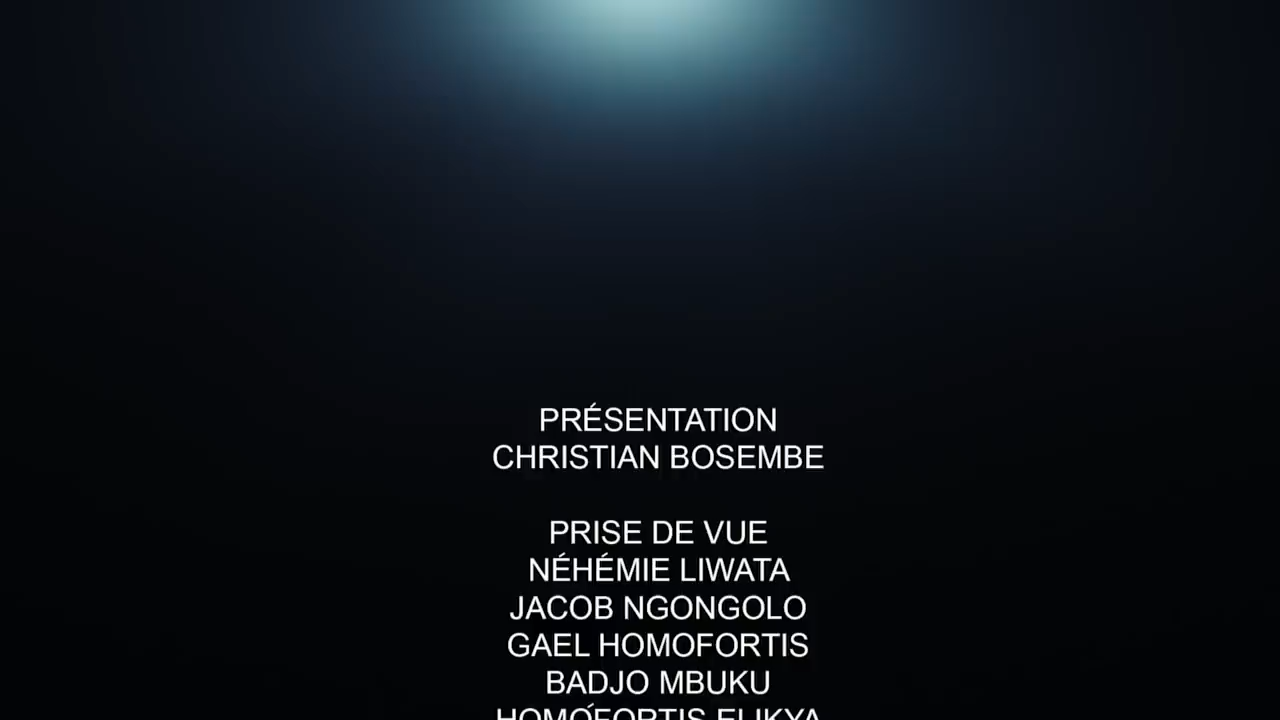 PRÉSENTATION
CHRISTIAN BOSEMBE
PRISE DE VUE
NÉHÉMIE LIWATA
JACOB NGONGOLO
GAEL HOMOFORTIS
BADJO MBUKU